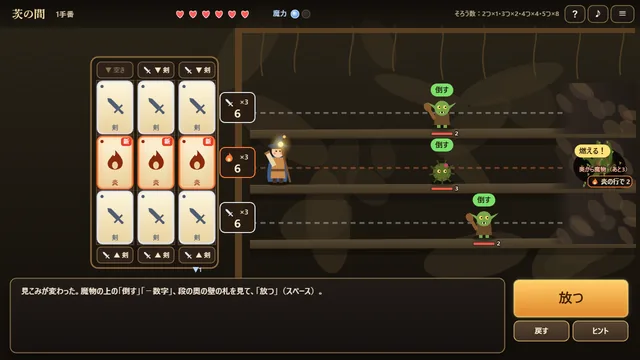 茨の間 1手番
魔力
そろう数：2つ×1・3つ×2・4つ×4・5つ×8
?
♪
≡
▼ 空き
▼ 剣
▼ 剣
剣
剣
剣
×3
6
炎
炎
炎
×3
6
剣
剣
剣
×3
6
▲ 剣
▲ 剣
▲ 剣
倒す
2
倒す
3
倒す
2
燃える！
炎の行で 2
見こみが変わった。魔物の上の「倒す」「−数字」、段の奥の壁の札を見て、「放つ」（スペース）。
放つ
戻す
ヒント